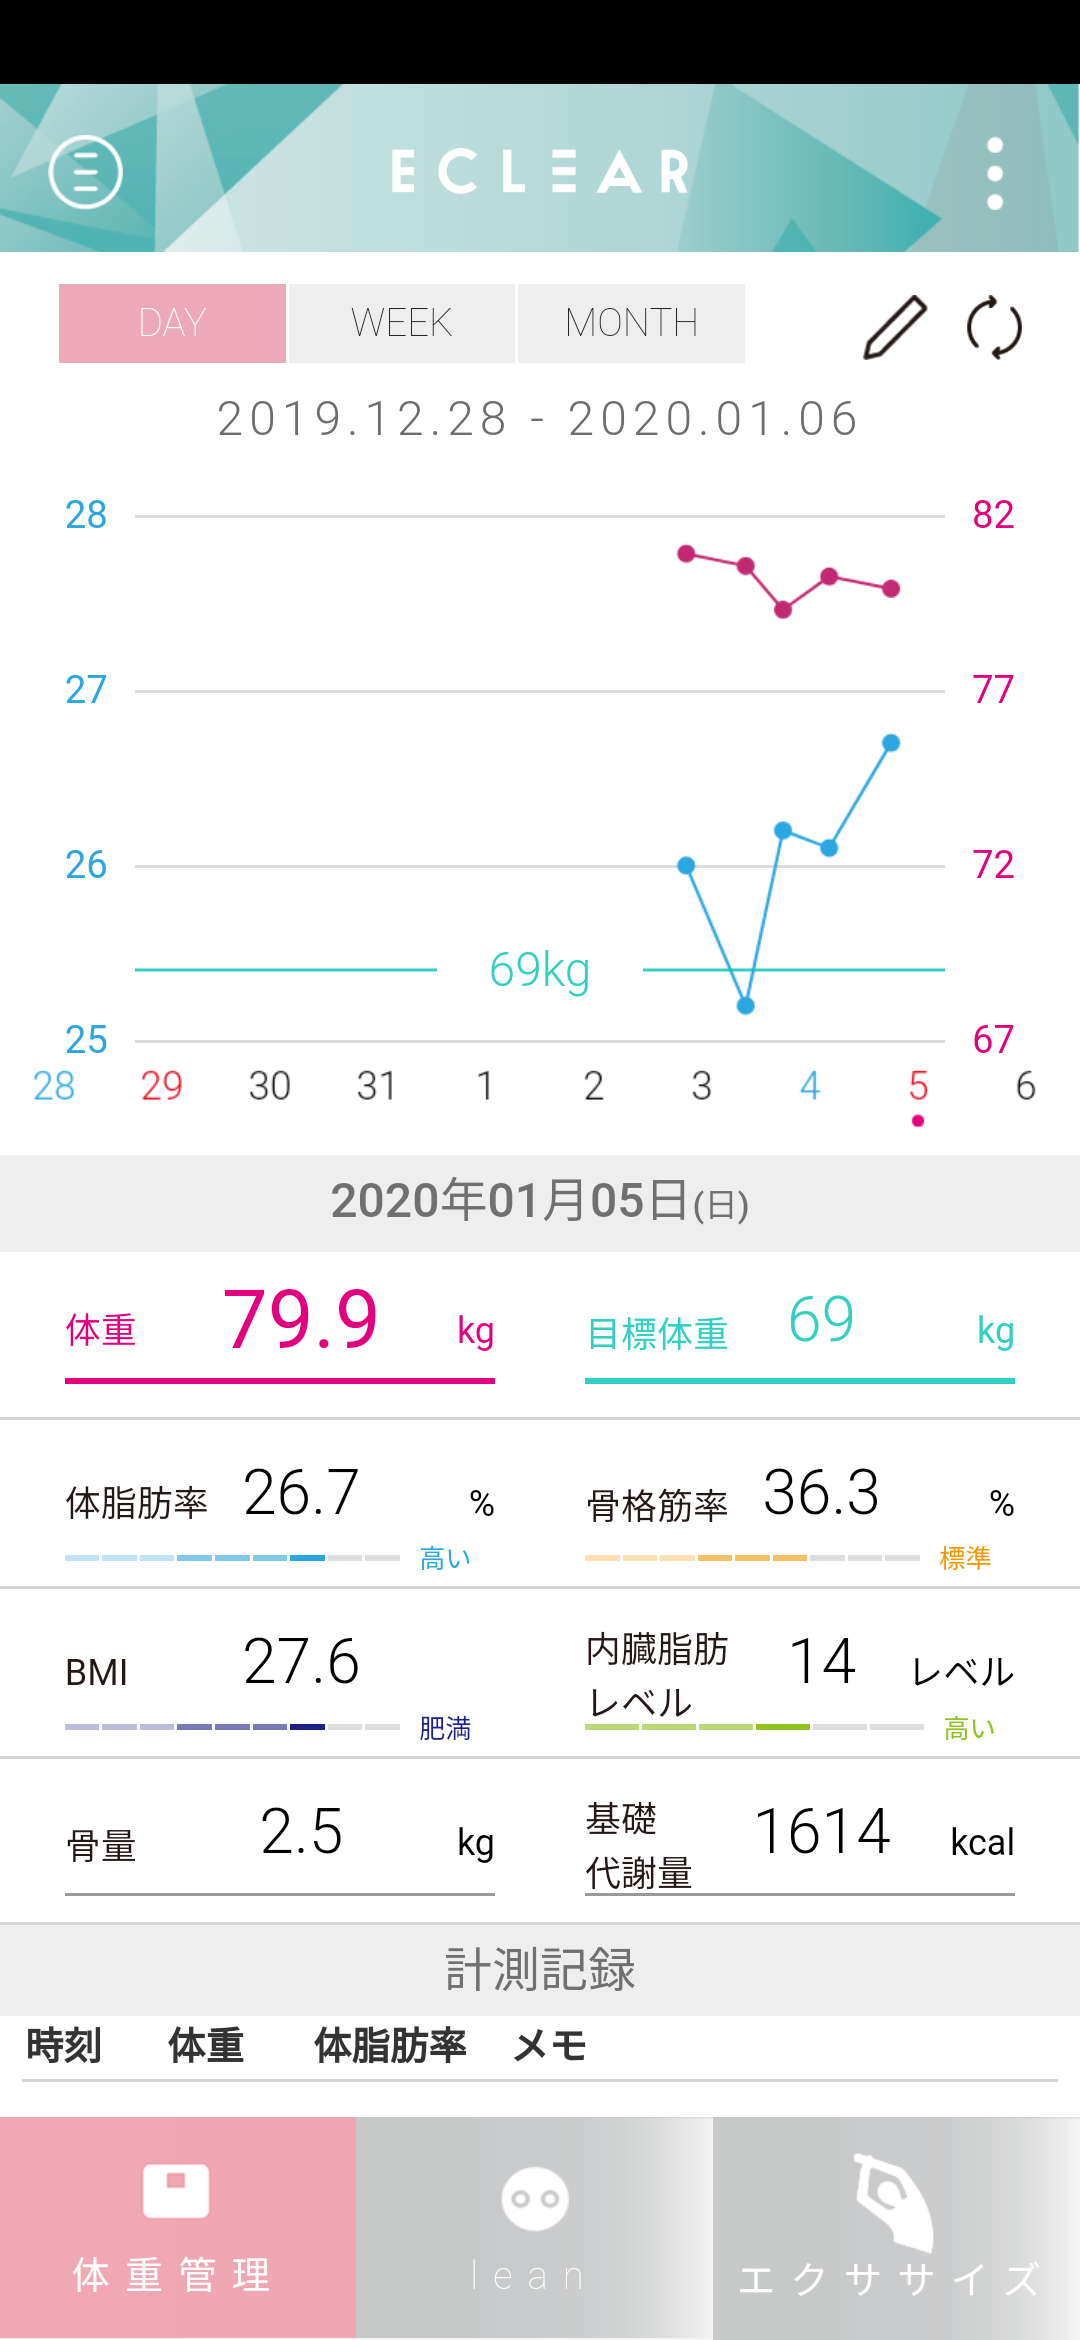 ECLEAR
DAY WEEK MONTH
2019.12.28 - 2020.01.06
28 82
27 77
26 72
69kg
25 67
28 29 30 31 1 2 3 4 5 6
2020年01月05日(日)
体重 79.9 kg 目標体重 69 kg
体脂肪率 26.7 % 骨格筋率 36.3 %
高い 標準
BMI 27.6 内臓脂肪 14 レベル
レベル
肥満 高い
骨量 2.5 kg 基礎 1614 kcal
代謝量
計測記録
時刻 体重 体脂肪率 メモ
体重管理 lean エクササイズ